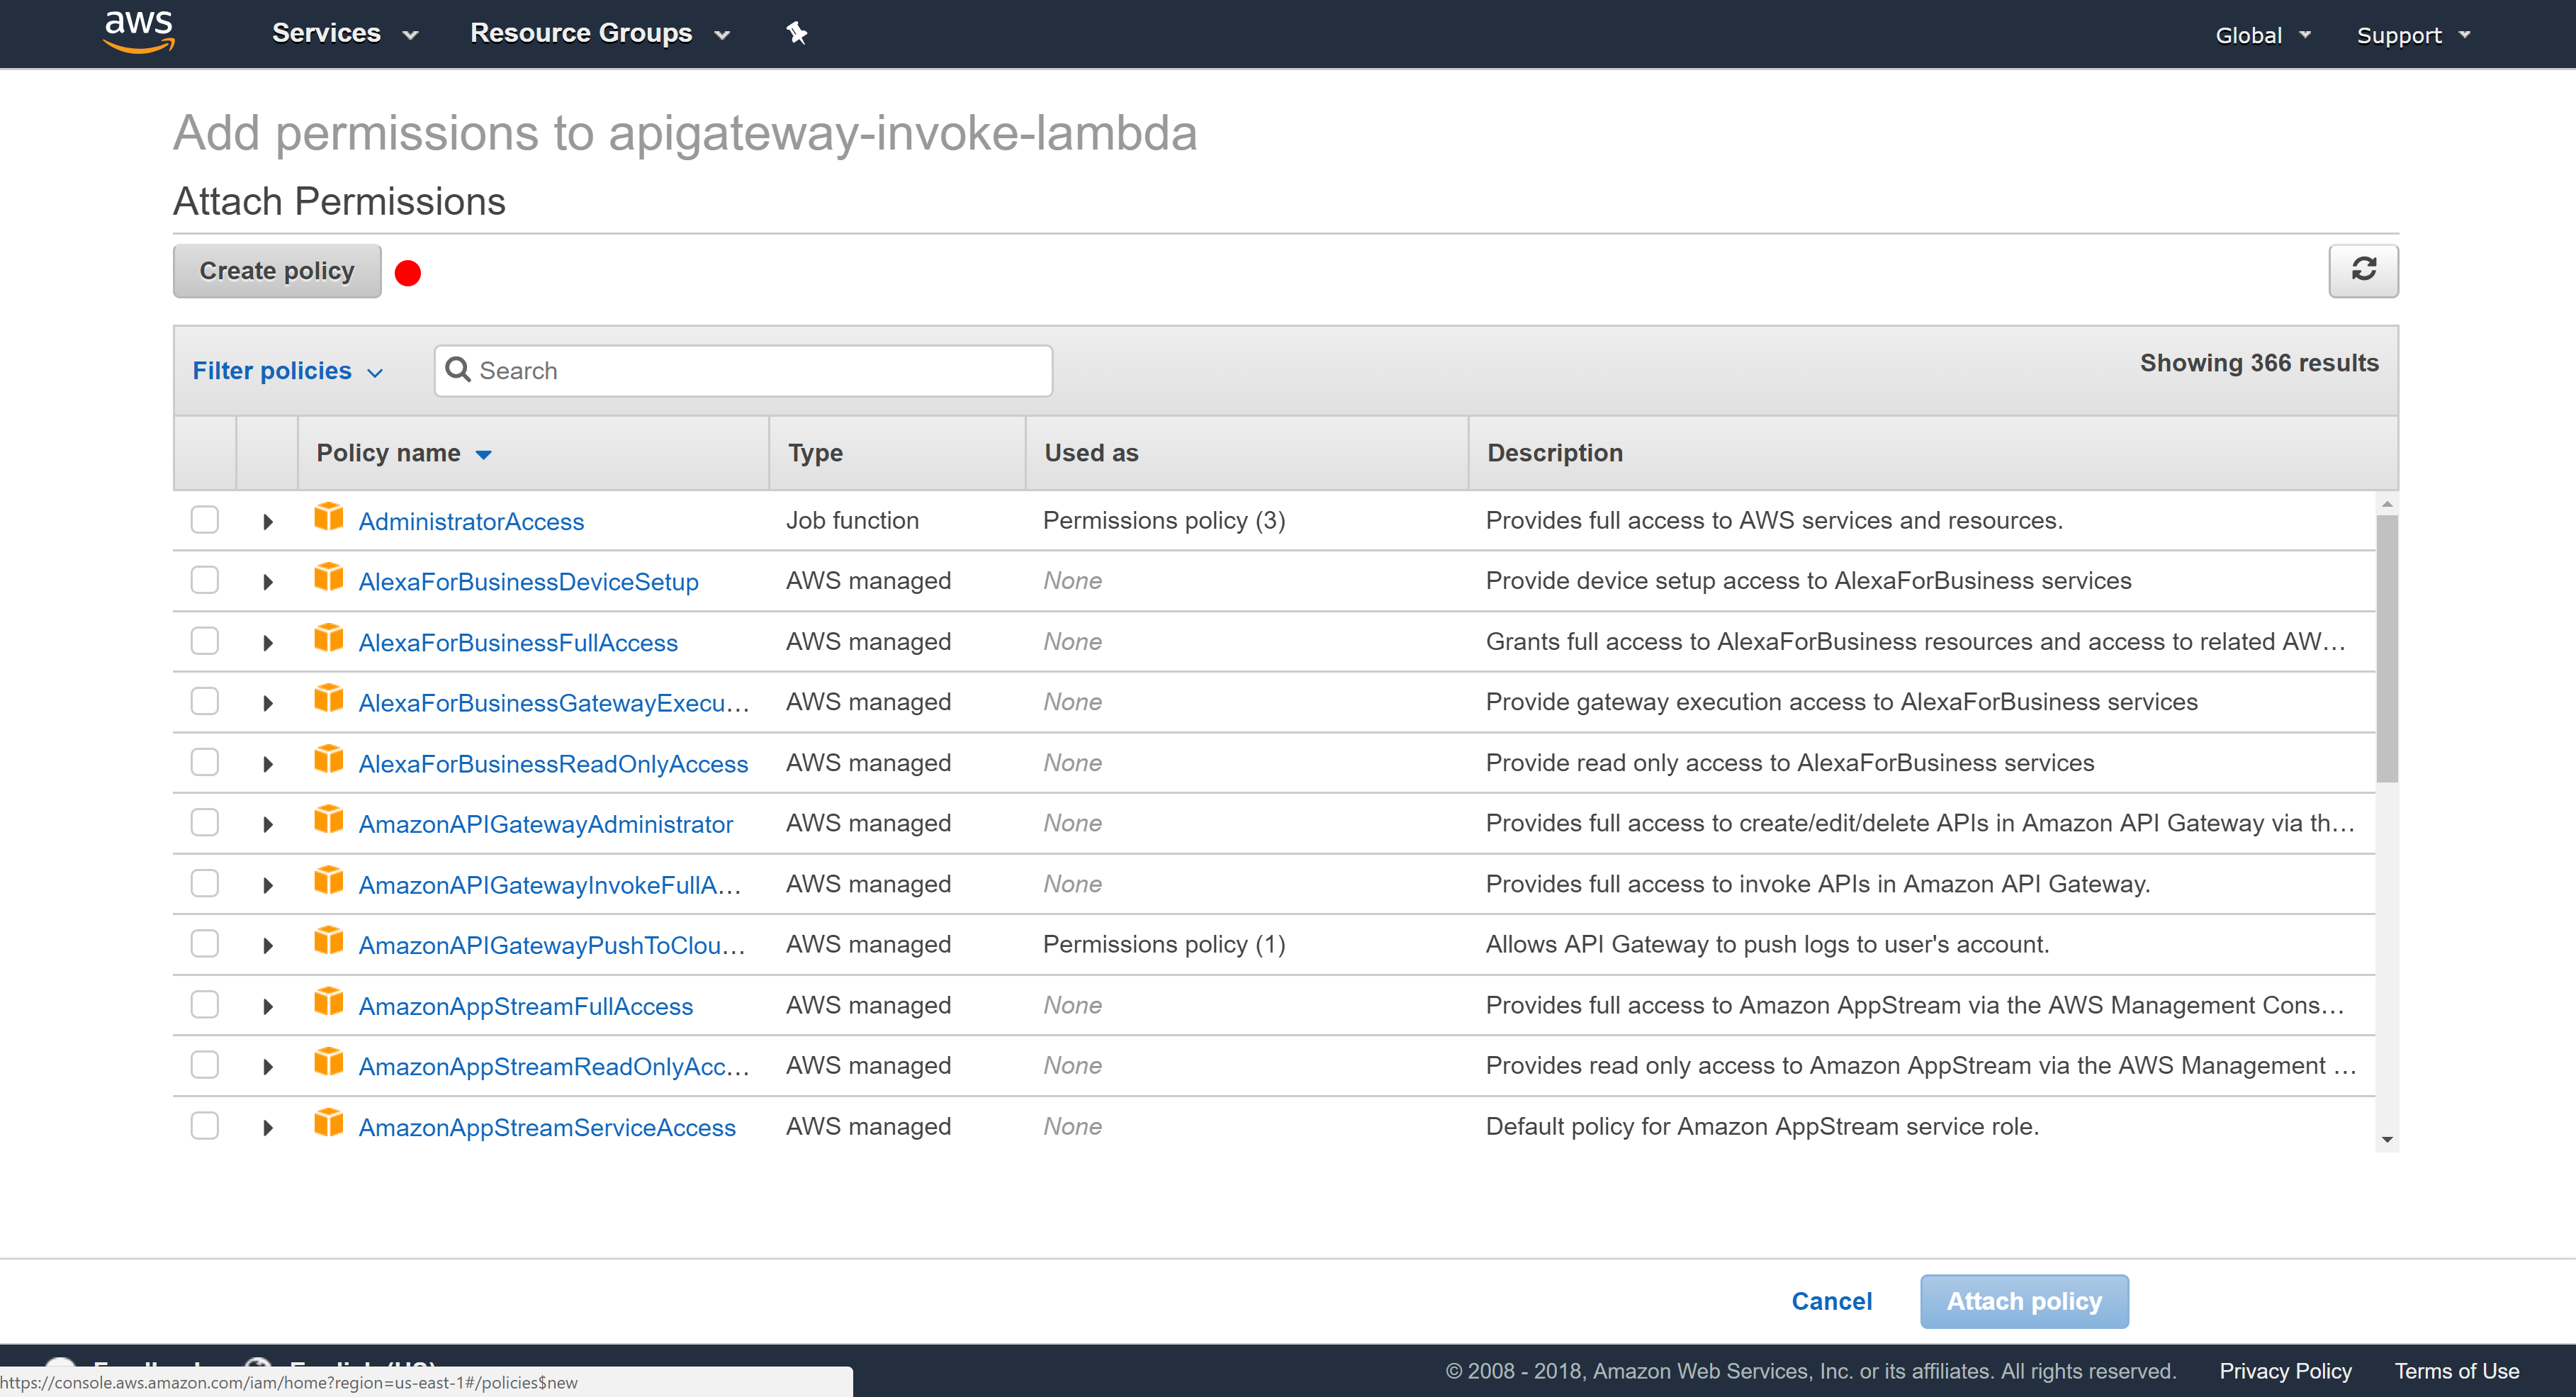 aws Services Resource Groups Global Support
Add permissions to apigateway-invoke-lambda
Attach Permissions
Create policy
Filter policies Search Showing 366 results
Policy name Type Used as Description
AdministratorAccess Job function Permissions policy (3) Provides full access to AWS services and resources.
AlexaForBusinessDeviceSetup AWS managed None Provide device setup access to AlexaForBusiness services
AlexaForBusinessFullAccess AWS managed None Grants full access to AlexaForBusiness resources and access to related AW…
AlexaForBusinessGatewayExecu… AWS managed None Provide gateway execution access to AlexaForBusiness services
AlexaForBusinessReadOnlyAccess AWS managed None Provide read only access to AlexaForBusiness services
AmazonAPIGatewayAdministrator AWS managed None Provides full access to create/edit/delete APIs in Amazon API Gateway via th…
AmazonAPIGatewayInvokeFullA… AWS managed None Provides full access to invoke APIs in Amazon API Gateway.
AmazonAPIGatewayPushToClou… AWS managed Permissions policy (1) Allows API Gateway to push logs to user's account.
AmazonAppStreamFullAccess AWS managed None Provides full access to Amazon AppStream via the AWS Management Cons…
AmazonAppStreamReadOnlyAcc… AWS managed None Provides read only access to Amazon AppStream via the AWS Management …
AmazonAppStreamServiceAccess AWS managed None Default policy for Amazon AppStream service role.
Cancel Attach policy
© 2008 - 2018, Amazon Web Services, Inc. or its affiliates. All rights reserved. Privacy Policy Terms of Use
https://console.aws.amazon.com/iam/home?region=us-east-1#/policies$new